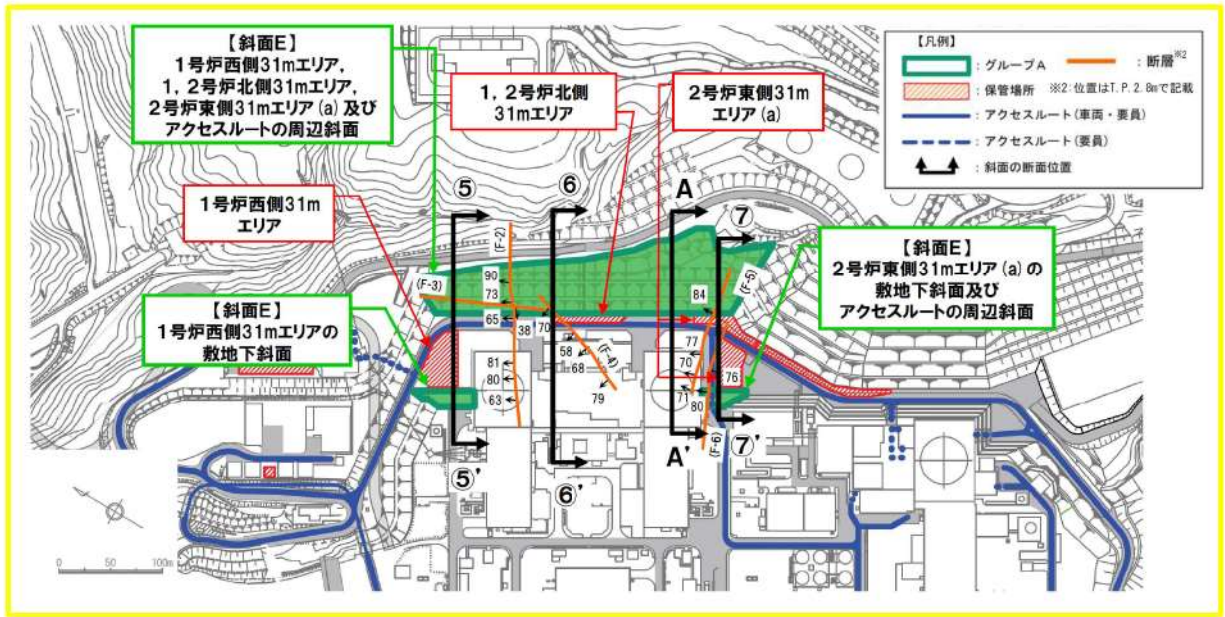 【斜面E】
1号炉西側31mエリア,
1, 2号炉北側31mエリア,
2号炉東側31mエリア(a)及び
アクセスルートの周辺斜面
1, 2号炉北側
31mエリア
2号炉東側31m
エリア(a)
【凡例】
:グループA
:断層※2
:保管場所
※2:位置はT.P.2.8mで記載
:アクセスルート(車両・要員)
:アクセスルート(要員)
:斜面の断面位置
1号炉西側31m
エリア
【斜面E】
1号炉西側31mエリアの
敷地下斜面
【斜面E】
2号炉東側31mエリア(a)の
敷地下斜面及び
アクセスルートの周辺斜面
⑤
⑥
A
⑦
(F-2)
(F-3)
(F-5)
90
73
84
65
38
70
58
68
(F-4)
77
70
76
81
80
63
79
71
80
(F-6)
⑤'
⑥'
A'
⑦'
0
50
100m